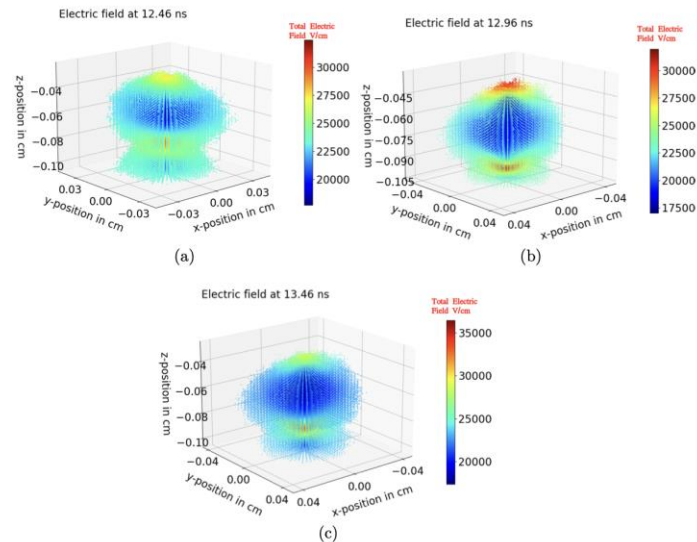 Electric field at 12.46 ns
Total Electric
Field V/cm
30000
27500
25000
22500
20000
z-position in cm
−0.04
−0.06
−0.08
−0.10
0.03
0.00
−0.03
y-position in cm
−0.03
0.00
0.03
x-position in cm
(a)
Electric field at 12.96 ns
Total Electric
Field V/cm
30000
27500
25000
22500
20000
17500
z-position in cm
−0.045
−0.060
−0.075
−0.090
−0.105
−0.04
0.00
0.04
y-position in cm
0.04
0.00
−0.04
x-position in cm
(b)
Electric field at 13.46 ns
Total Electric
Field V/cm
35000
30000
25000
20000
z-position in cm
−0.04
−0.06
−0.08
−0.10
−0.04
0.00
0.04
y-position in cm
0.04
0.00
−0.04
x-position in cm
(c)